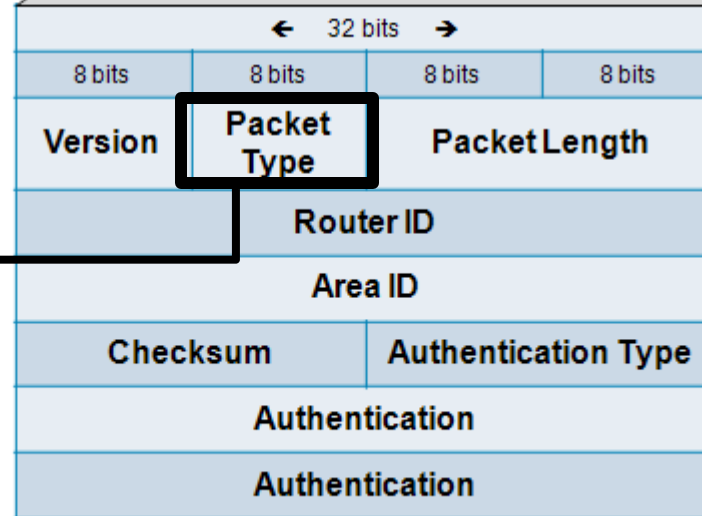 ← 32 bits →
8 bits 8 bits 8 bits 8 bits
Version Packet Type Packet Length
Router ID
Area ID
Checksum Authentication Type
Authentication
Authentication